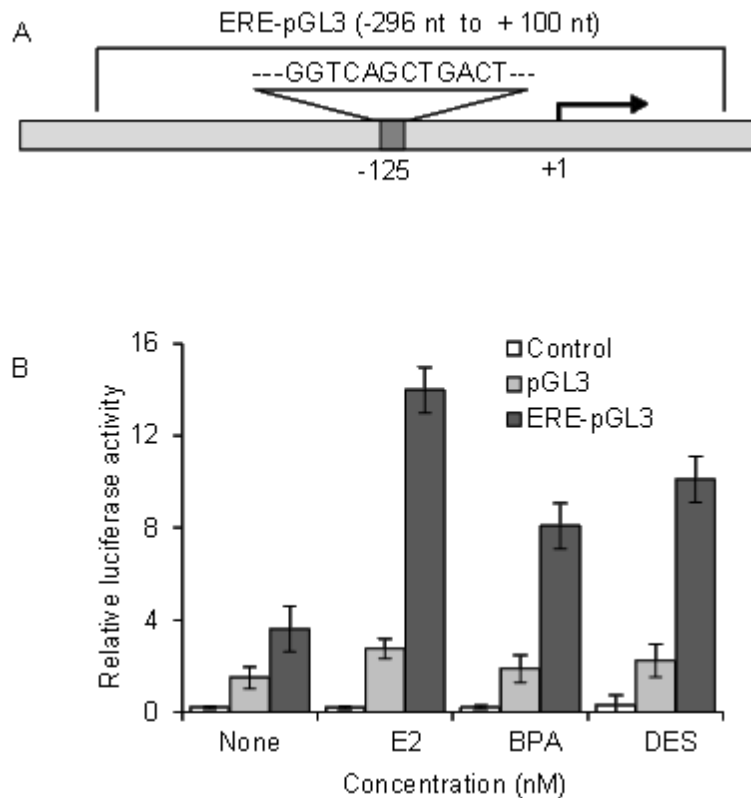 A
ERE-pGL3 (-296 nt to + 100 nt)
---GGTCAGCTGACT---
-125
+1
B
Relative luciferase activity
16
12
8
4
0
Control
pGL3
ERE-pGL3
None
E2
BPA
DES
Concentration (nM)